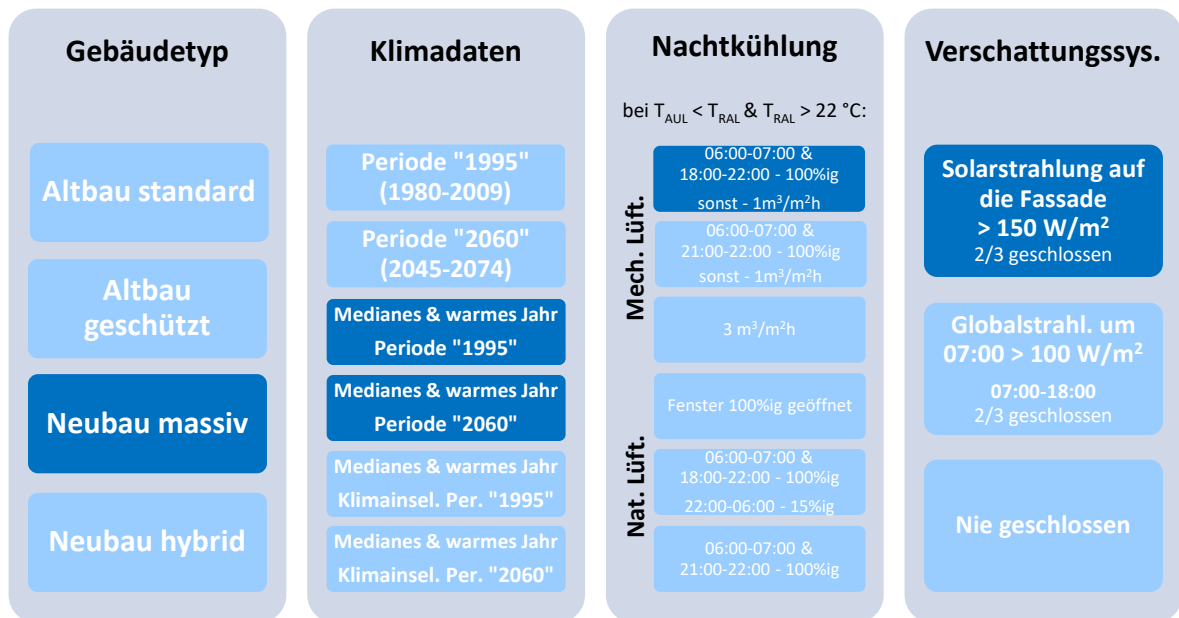 Gebäudetyp
Altbau standard
Altbau
geschützt
Neubau massiv
Neubau hybrid
Klimadaten
Periode "1995"
(1980-2009)
Periode "2060"
(2045-2074)
Medianes & warmes Jahr
Periode "1995"
Medianes & warmes Jahr
Periode "2060"
Medianes & warmes Jahr
Klimainsel. Per. "1995"
Medianes & warmes Jahr
Klimainsel. Per. "2060"
Nachtkühlung
bei T_AUL < T_RAL & T_RAL > 22 °C:
Mech. Lüft.
06:00-07:00 &
18:00-22:00 - 100%ig
sonst - 1m³/m²h
06:00-07:00 &
21:00-22:00 - 100%ig
sonst - 1m³/m²h
3 m³/m²h
Nat. Lüft.
Fenster 100%ig geöffnet
06:00-07:00 &
18:00-22:00 - 100%ig
22:00-06:00 - 15%ig
06:00-07:00 &
21:00-22:00 - 100%ig
Verschattungssys.
Solarstrahlung auf
die Fassade
> 150 W/m²
2/3 geschlossen
Globalstrahl. um
07:00 > 100 W/m²
07:00-18:00
2/3 geschlossen
Nie geschlossen